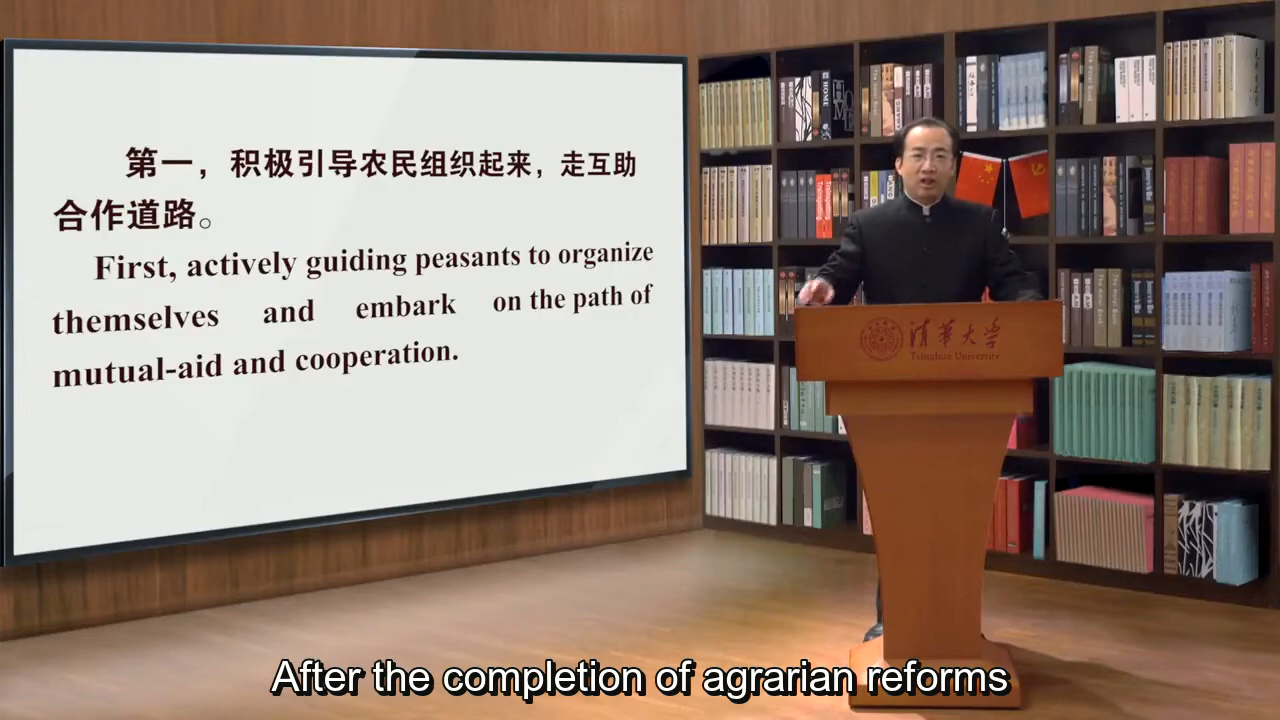 第一，积极引导农民组织起来，走互助
合作道路。
First, actively guiding peasants to organize
themselves and embark on the path of
mutual-aid and cooperation.
HOME
清华大学
Tsinghua University
After the completion of agrarian reforms